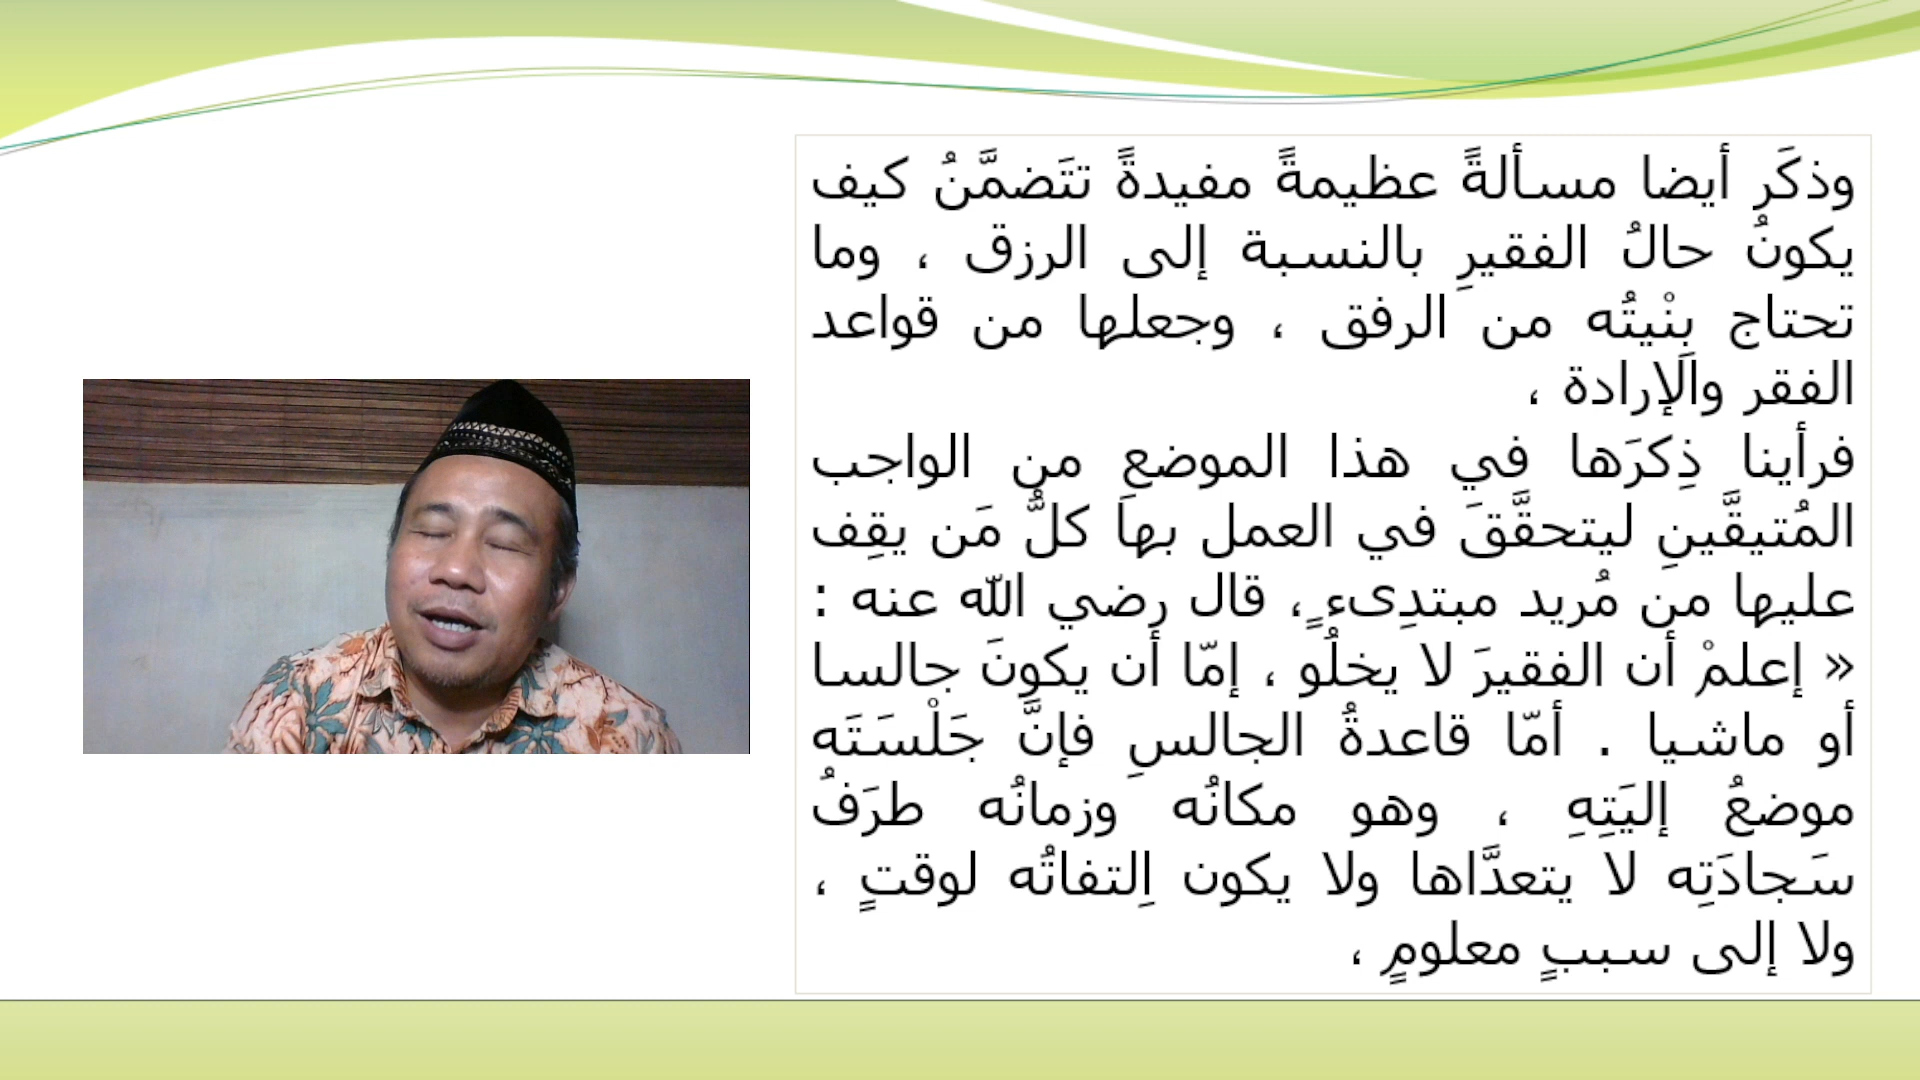 وذكَر أيضا مسألةً عظيمةً مفيدةً تتَضمَّنُ كيف
يكونُ حالُ الفقيرِ بالنسبة إلى الرزق ، وما
تحتاج بِنْيتُه من الرفق ، وجعلها من قواعد
الفقر والإرادة ،
فرأينا ذِكرَها في هذا الموضعِ من الواجب
المُتيقَّينِ ليتحقَّقَ في العمل بها كلُّ مَن يقِف
عليها من مُريد مبتدِىءٍ ، قال رضي الله عنه :
« إعلمْ أن الفقيرَ لا يخلُو ، إمّا أن يكونَ جالسا
أو ماشيا . أمّا قاعدةُ الجالسِ فإنَّ جَلْسَتَه
موضعُ إليَتِهِ ، وهو مكانُه وزمانُه طرَفُ
سَجادَتِه لا يتعدَّاها ولا يكون اِلتفاتُه لوقتٍ ،
ولا إلى سببٍ معلومٍ ،